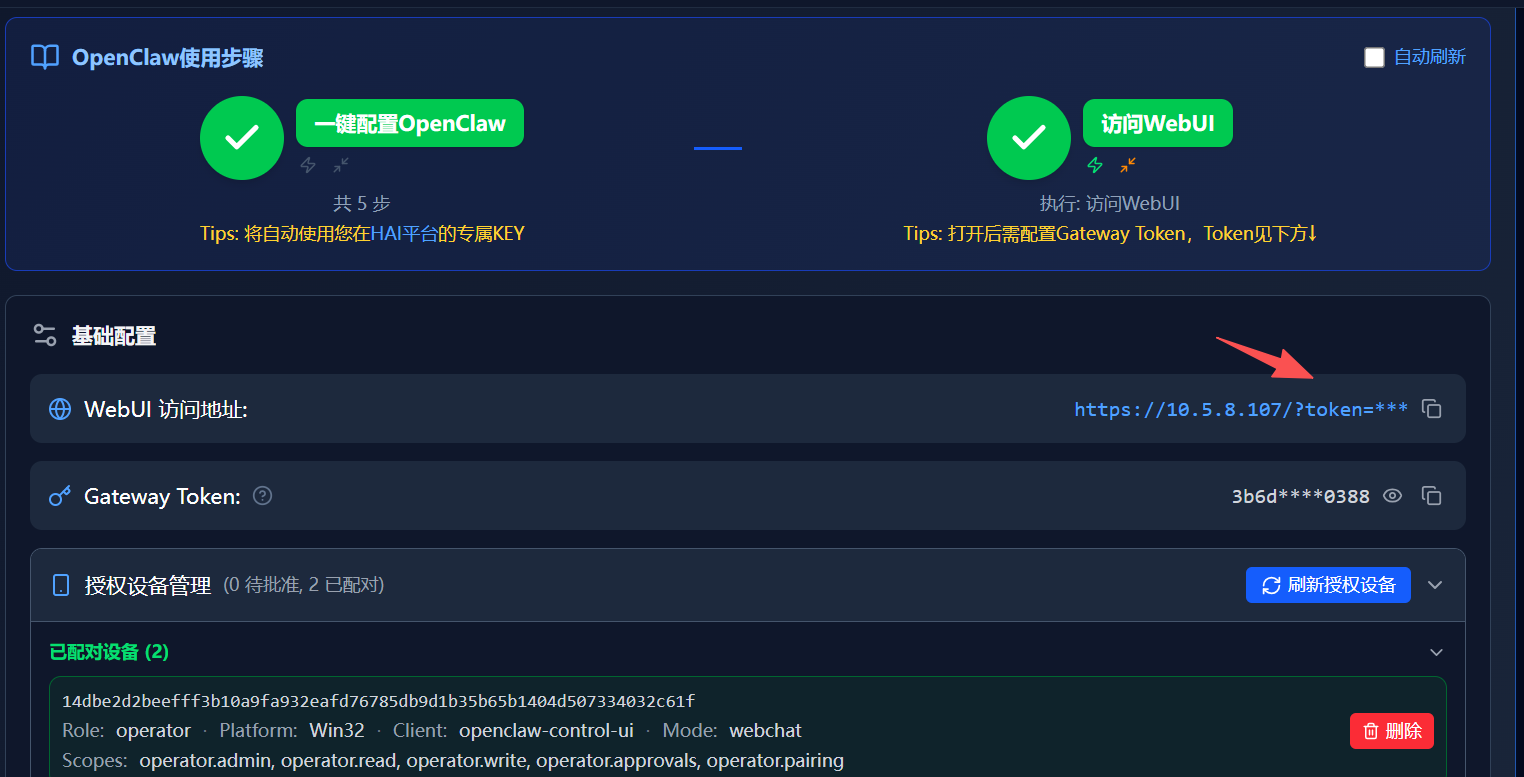 OpenClaw使用步骤
自动刷新
一键配置OpenClaw
访问WebUI
共 5 步
执行: 访问WebUI
Tips: 将自动使用您在HAI平台的专属KEY
Tips: 打开后需配置Gateway Token，Token见下方↓
基础配置
WebUI 访问地址:
https://10.5.8.107/?token=***
Gateway Token:
3b6d****0388
授权设备管理 (0 待批准, 2 已配对)
刷新授权设备
已配对设备 (2)
14dbe2d2beefff3b10a9fa932eafd76785db9d1b35b65b1404d507334032c61f
Role: operator · Platform: Win32 · Client: openclaw-control-ui · Mode: webchat
删除
Scopes: operator.admin, operator.read, operator.write, operator.approvals, operator.pairing